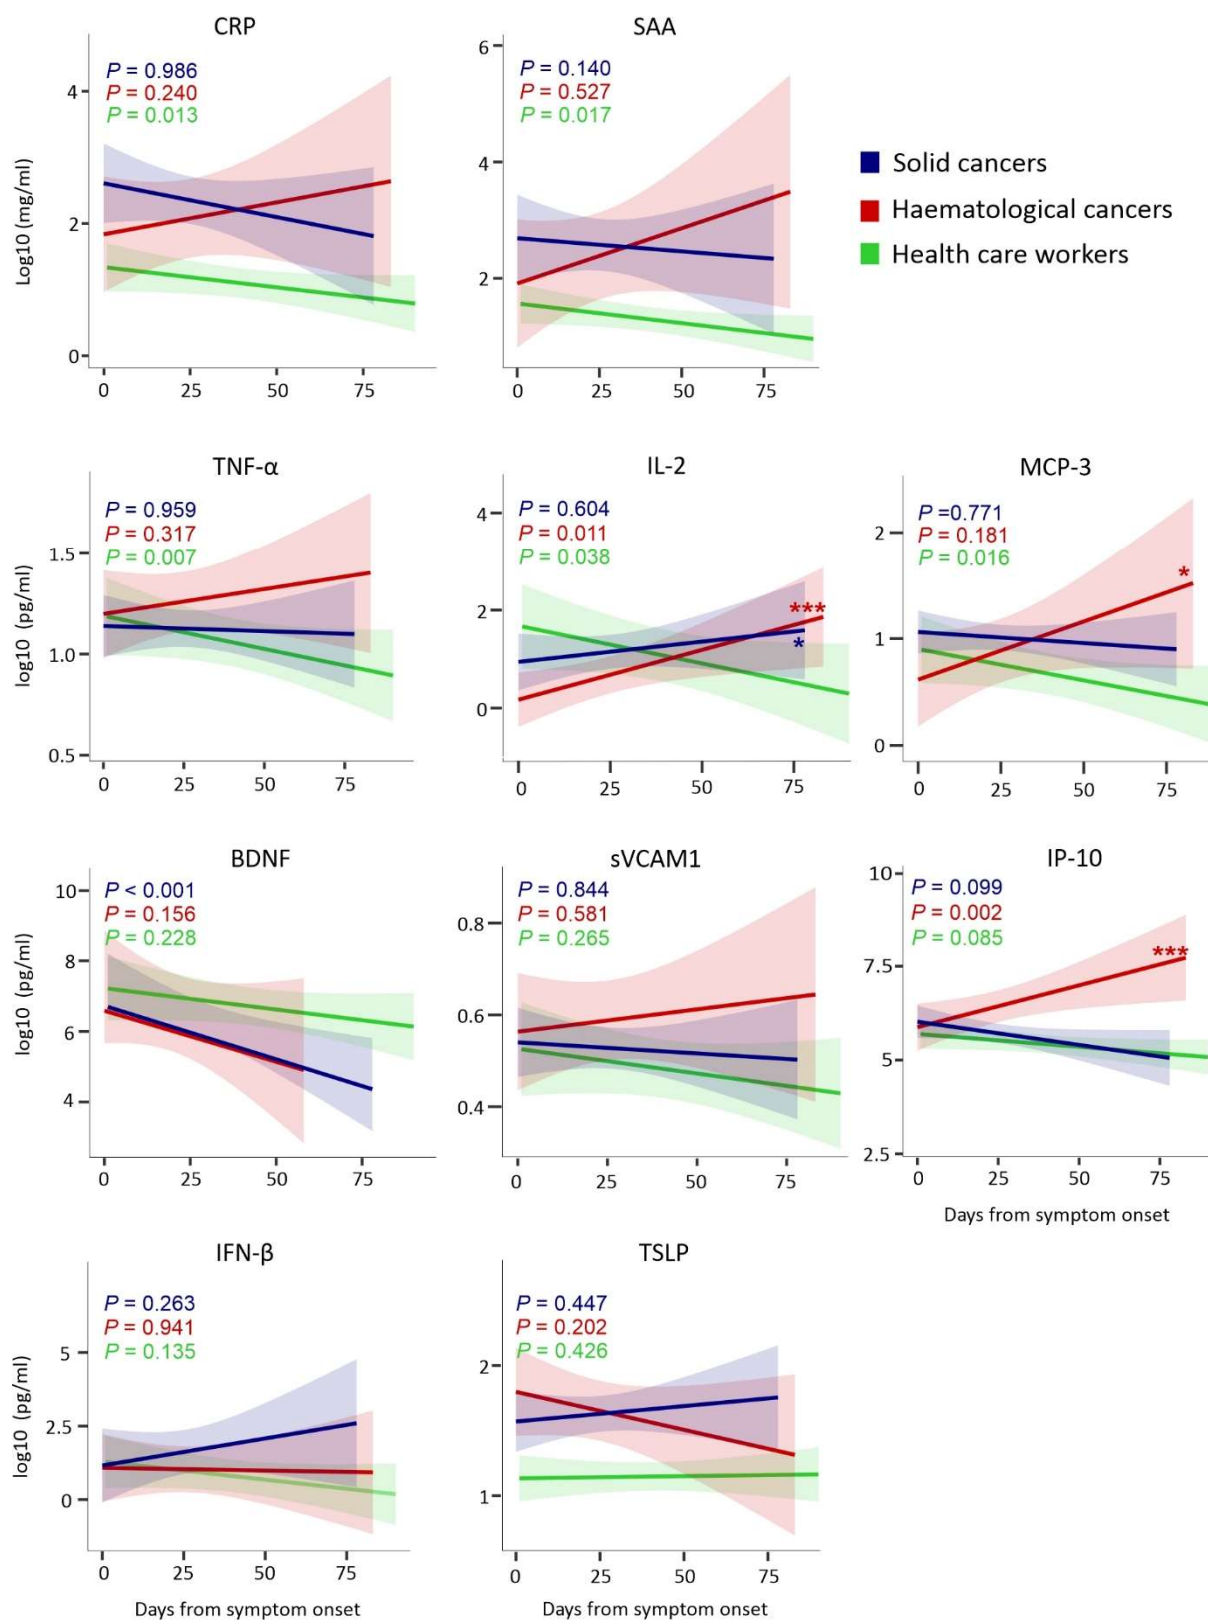 CRP
P = 0.986
P = 0.240
P = 0.013
Log10 (mg/ml)
4
2
0
0 25 50 75
SAA
P = 0.140
P = 0.527
P = 0.017
6
4
2
0 25 50 75
Solid cancers
Haematological cancers
Health care workers
TNF-α
P = 0.959
P = 0.317
P = 0.007
log10 (pg/ml)
1.5
1.0
0.5
0 25 50 75
IL-2
P = 0.604
P = 0.011
P = 0.038
4
2
0
***
*
0 25 50 75
MCP-3
P =0.771
P = 0.181
P = 0.016
2
1
0
*
0 25 50 75
BDNF
P < 0.001
P = 0.156
P = 0.228
log10 (pg/ml)
10
8
6
4
0 25 50 75
sVCAM1
P = 0.844
P = 0.581
P = 0.265
0.8
0.6
0.4
0 25 50 75
IP-10
P = 0.099
P = 0.002
P = 0.085
10
7.5
5
2.5
***
0 25 50 75
Days from symptom onset
IFN-β
P = 0.263
P = 0.941
P = 0.135
log10 (pg/ml)
5
2.5
0
0 25 50 75
Days from symptom onset
TSLP
P = 0.447
P = 0.202
P = 0.426
2
1
0 25 50 75
Days from symptom onset